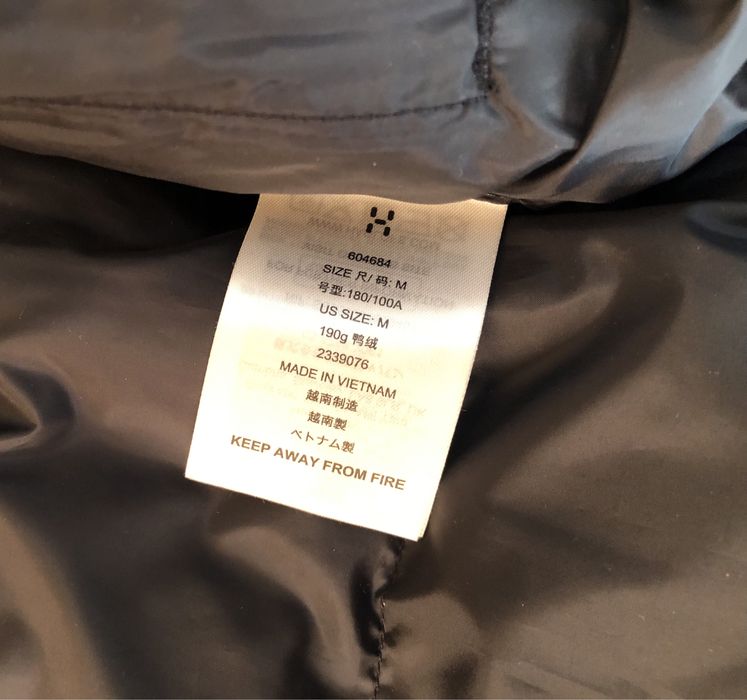 604684
SIZE 尺/ 码: M
号型:180/100A
US SIZE: M
190g 鸭绒
2339076
MADE IN VIETNAM
越南制造
越南製
ベトナム製
KEEP AWAY FROM FIRE